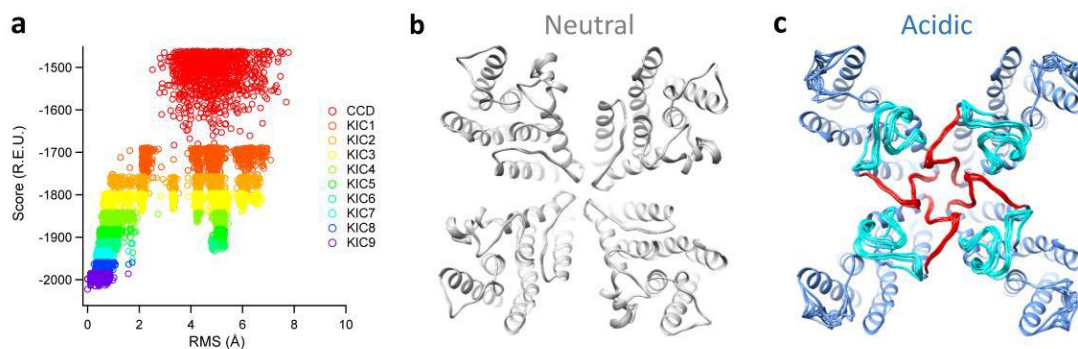 a
Score (R.E.U.)
-1500
-1600
-1700
-1800
-1900
-2000
0 2 4 6 8 10
RMS (Å)
CCD
KIC1
KIC2
KIC3
KIC4
KIC5
KIC6
KIC7
KIC8
KIC9
b Neutral
c Acidic